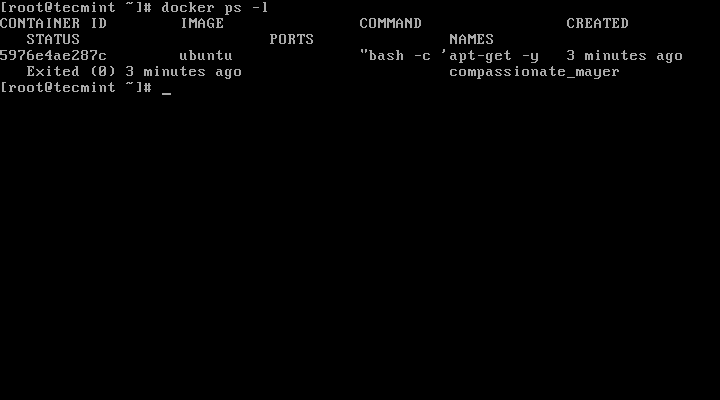 [root@tecmint ~]# docker ps -l
CONTAINER ID        IMAGE               COMMAND                CREATED
   STATUS                     PORTS               NAMES
5976e4ae287c        ubuntu              "bash -c 'apt-get -y   3 minutes ago
   Exited (0) 3 minutes ago                       compassionate_mayer
[root@tecmint ~]# _